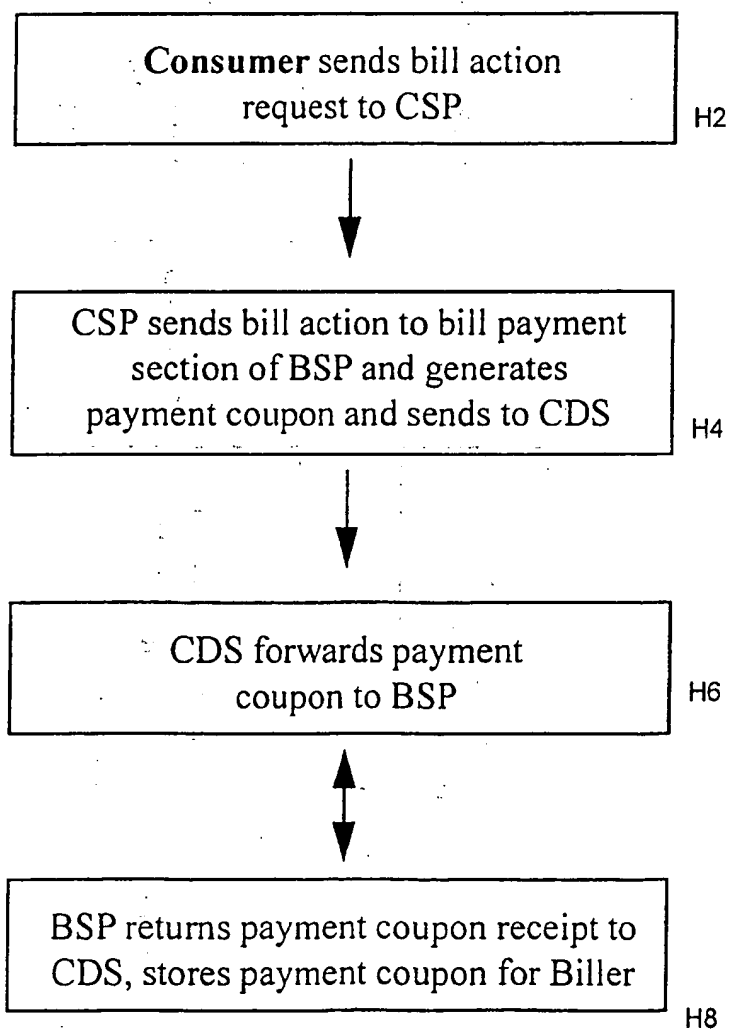 Consumer sends bill action
request to CSP
H2
CSP sends bill action to bill payment
section of BSP and generates
payment coupon and sends to CDS
H4
CDS forwards payment
coupon to BSP
H6
BSP returns payment coupon receipt to
CDS, stores payment coupon for Biller
H8